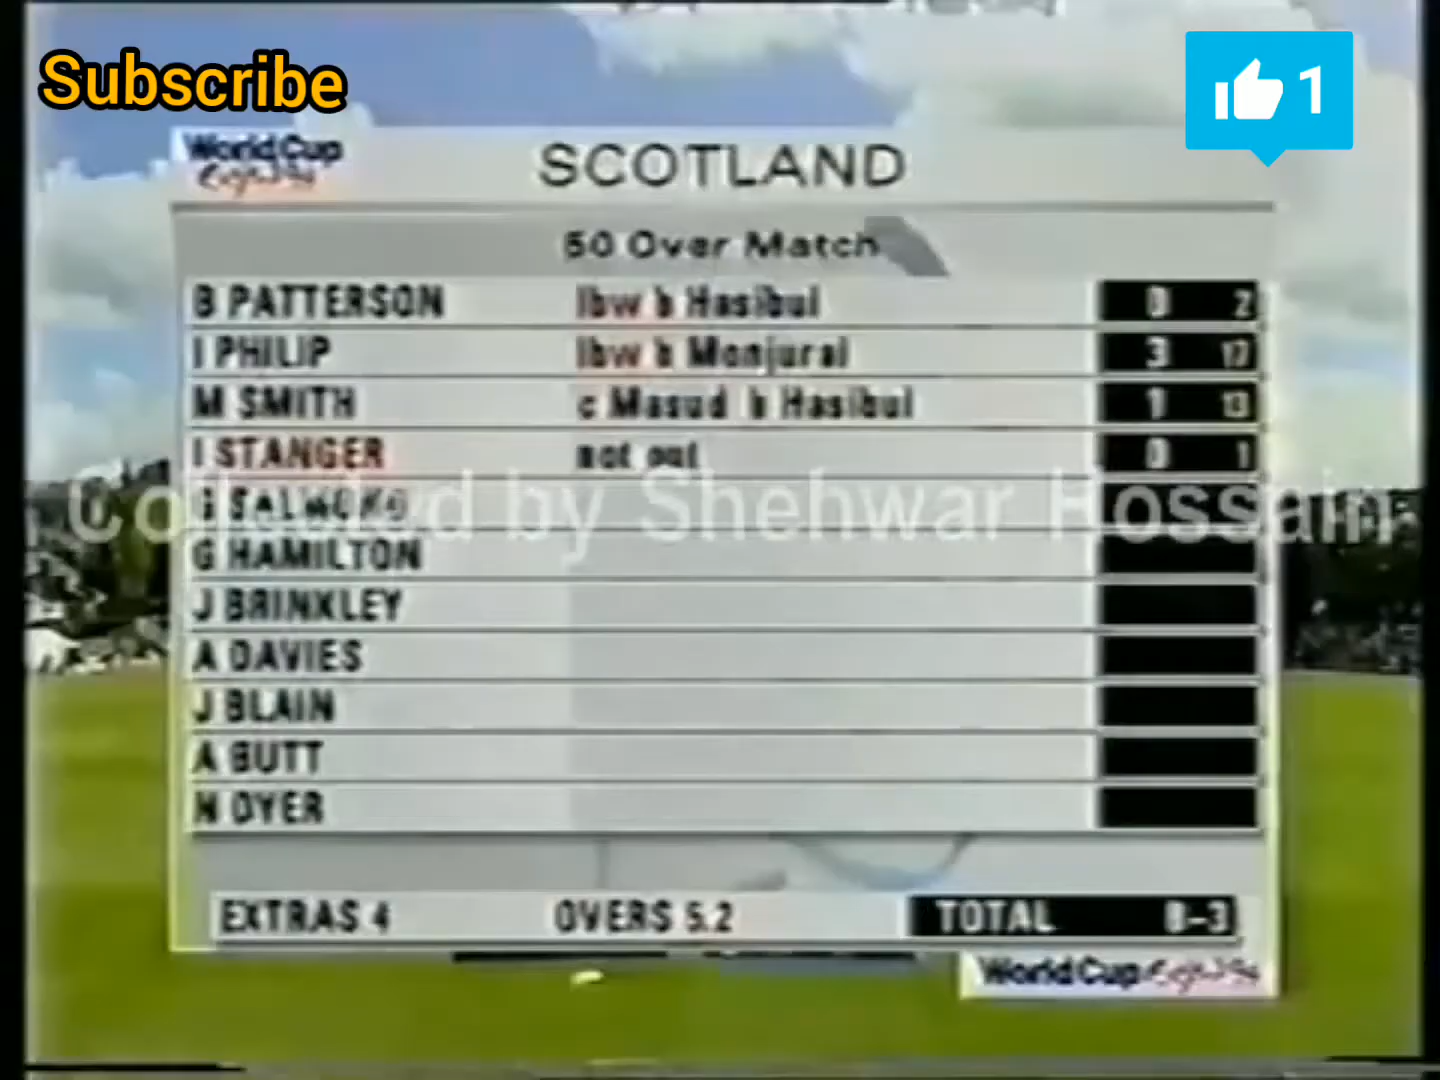 Subscribe
1
World Cup
SCOTLAND
50 Over Match
B PATTERSON lbw b Hasibul 0 2
I PHILIP lbw b Monjural 3 17
M SMITH c Masud b Hasibul 1 13
I STANGER not out 0 1
Collected by Shehwar Hossain
G SALMOND
G HAMILTON
J BRINKLEY
A DAVIES
J BLAIN
A BUTT
N DYER
EXTRAS 4 OVERS 5.2 TOTAL 8-3
World Cup